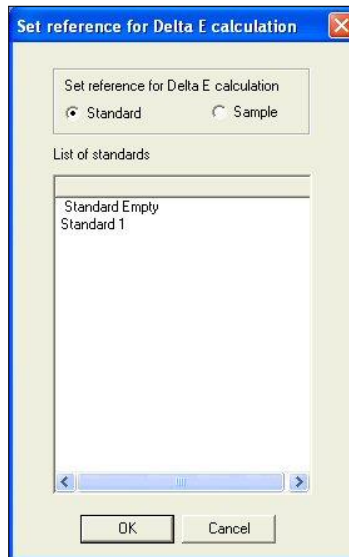 Set reference for Delta E calculation
Set reference for Delta E calculation
Standard Sample
List of standards
Standard Empty
Standard 1
OK Cancel